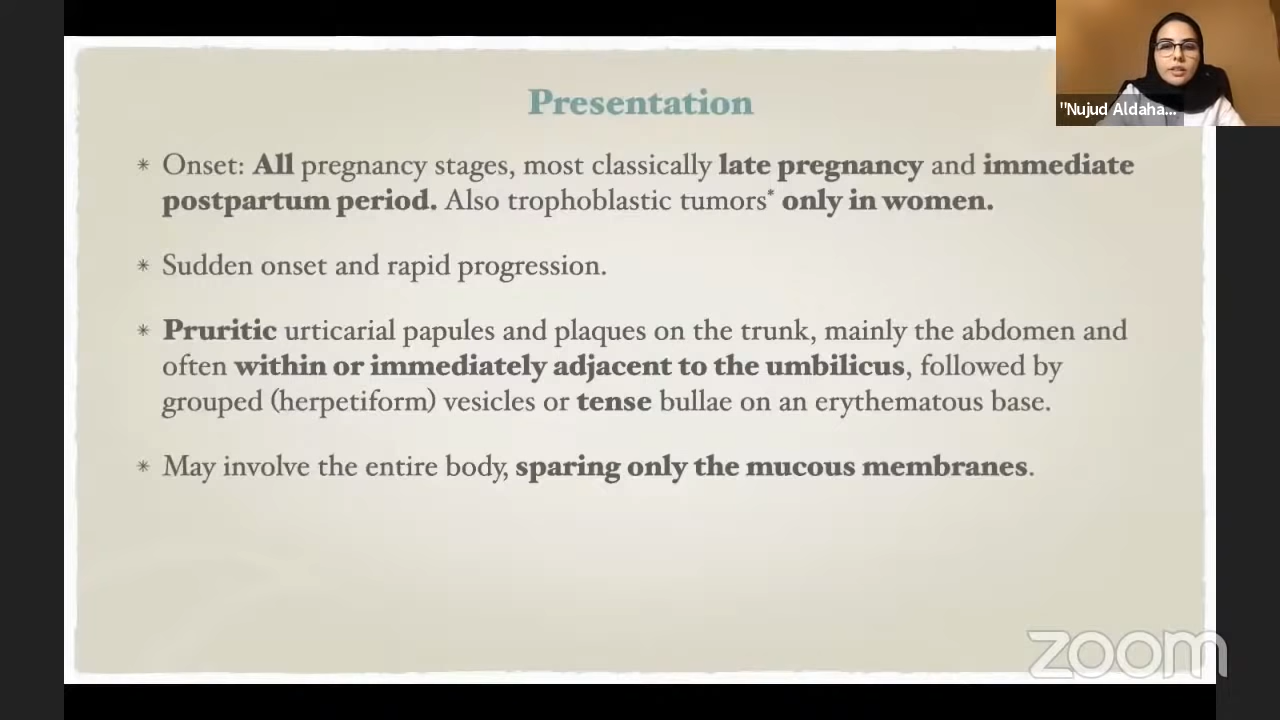 Presentation
* Onset: All pregnancy stages, most classically late pregnancy and immediate
postpartum period. Also trophoblastic tumors* only in women.
* Sudden onset and rapid progression.
* Pruritic urticarial papules and plaques on the trunk, mainly the abdomen and
often within or immediately adjacent to the umbilicus, followed by
grouped (herpetiform) vesicles or tense bullae on an erythematous base.
* May involve the entire body, sparing only the mucous membranes.
"Nujud Aldaha...
zoom